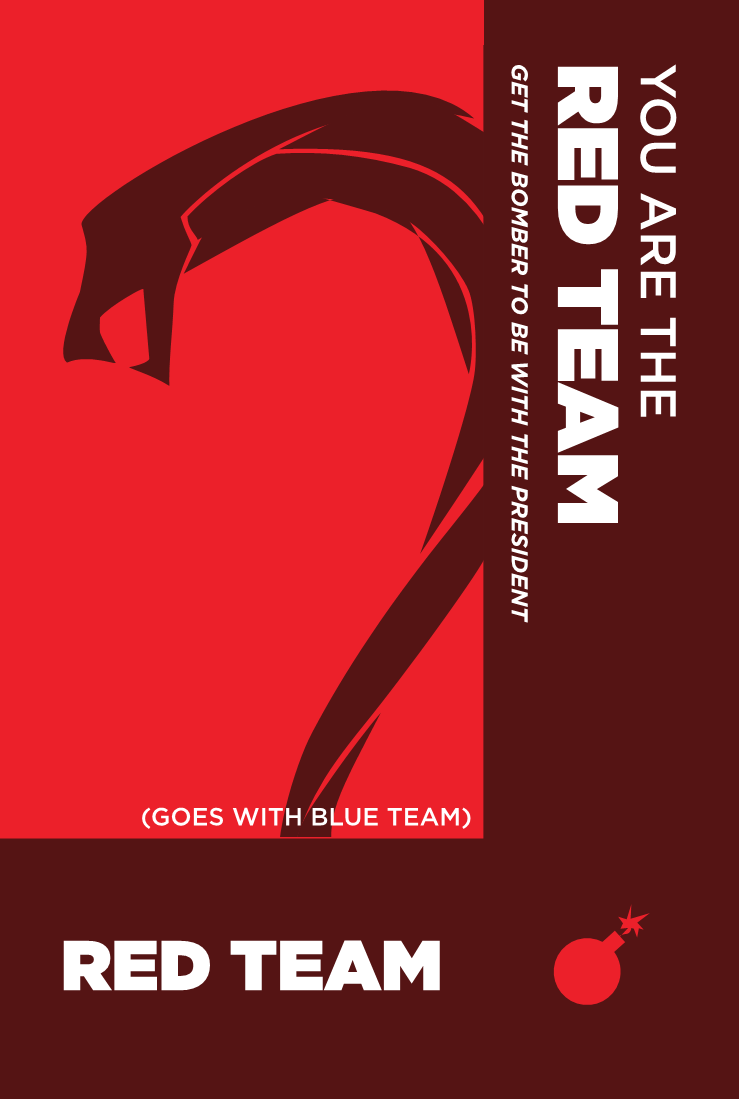 YOU ARE THE
RED TEAM
GET THE BOMBER TO BE WITH THE PRESIDENT
(GOES WITH BLUE TEAM)
RED TEAM